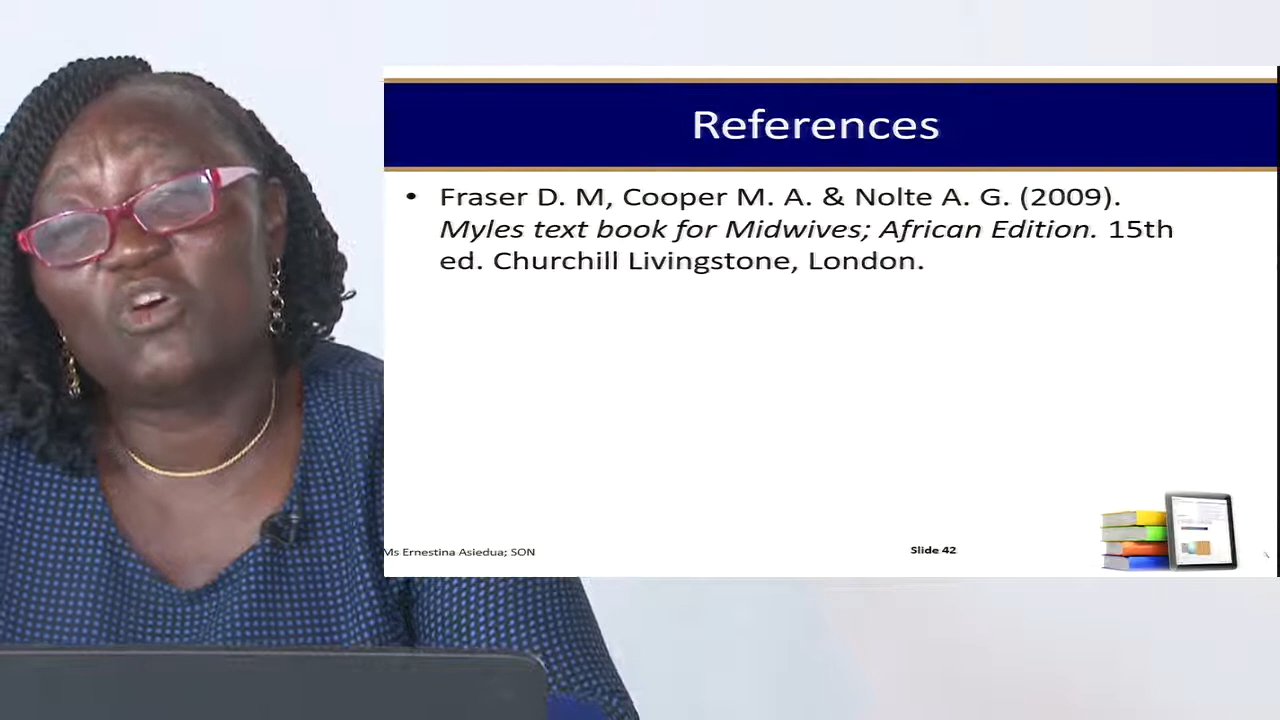 References
• Fraser D. M, Cooper M. A. & Nolte A. G. (2009).
Myles text book for Midwives; African Edition. 15th
ed. Churchill Livingstone, London.
Ms Ernestina Asiedua; SON
Slide 42